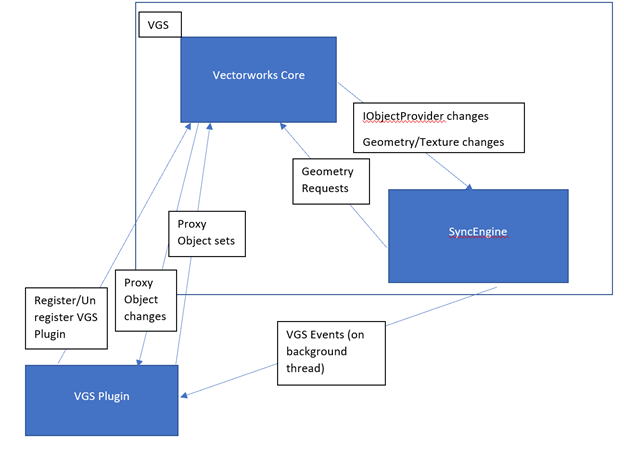 VGS
Vectorworks Core
IObjectProvider changes
Geometry/Texture changes
Geometry
Requests
Proxy
Object sets
SyncEngine
Proxy
Object
changes
Register/Un
register VGS
Plugin
VGS Events (on
background
thread)
VGS Plugin